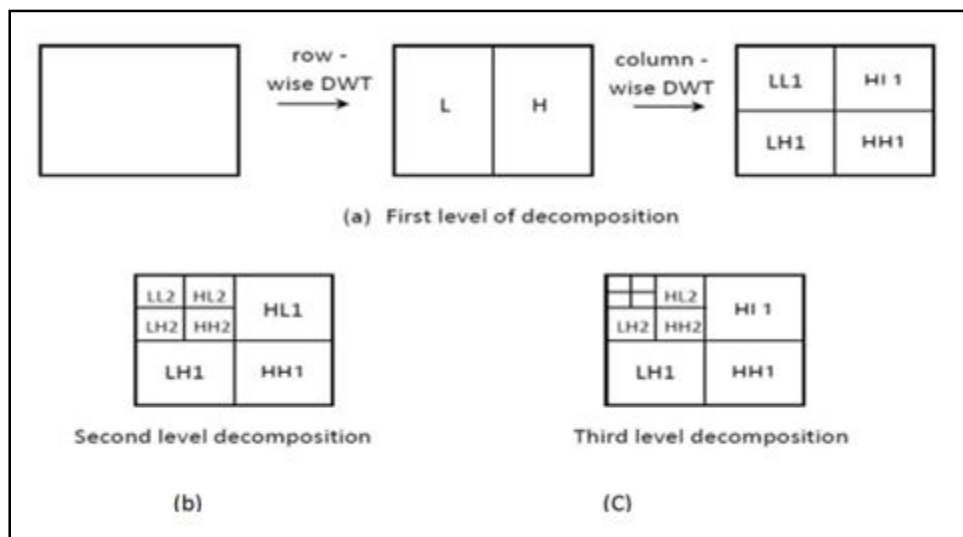 row -
wise DWT
L
H
column -
wise DWT
LL1
HI 1
LH1
HH1
(a) First level of decomposition
LL2
HL2
HL1
LH2
HH2
LH1
HH1
Second level decomposition
(b)
HL2
HI 1
LH2
HH2
LH1
HH1
Third level decomposition
(C)